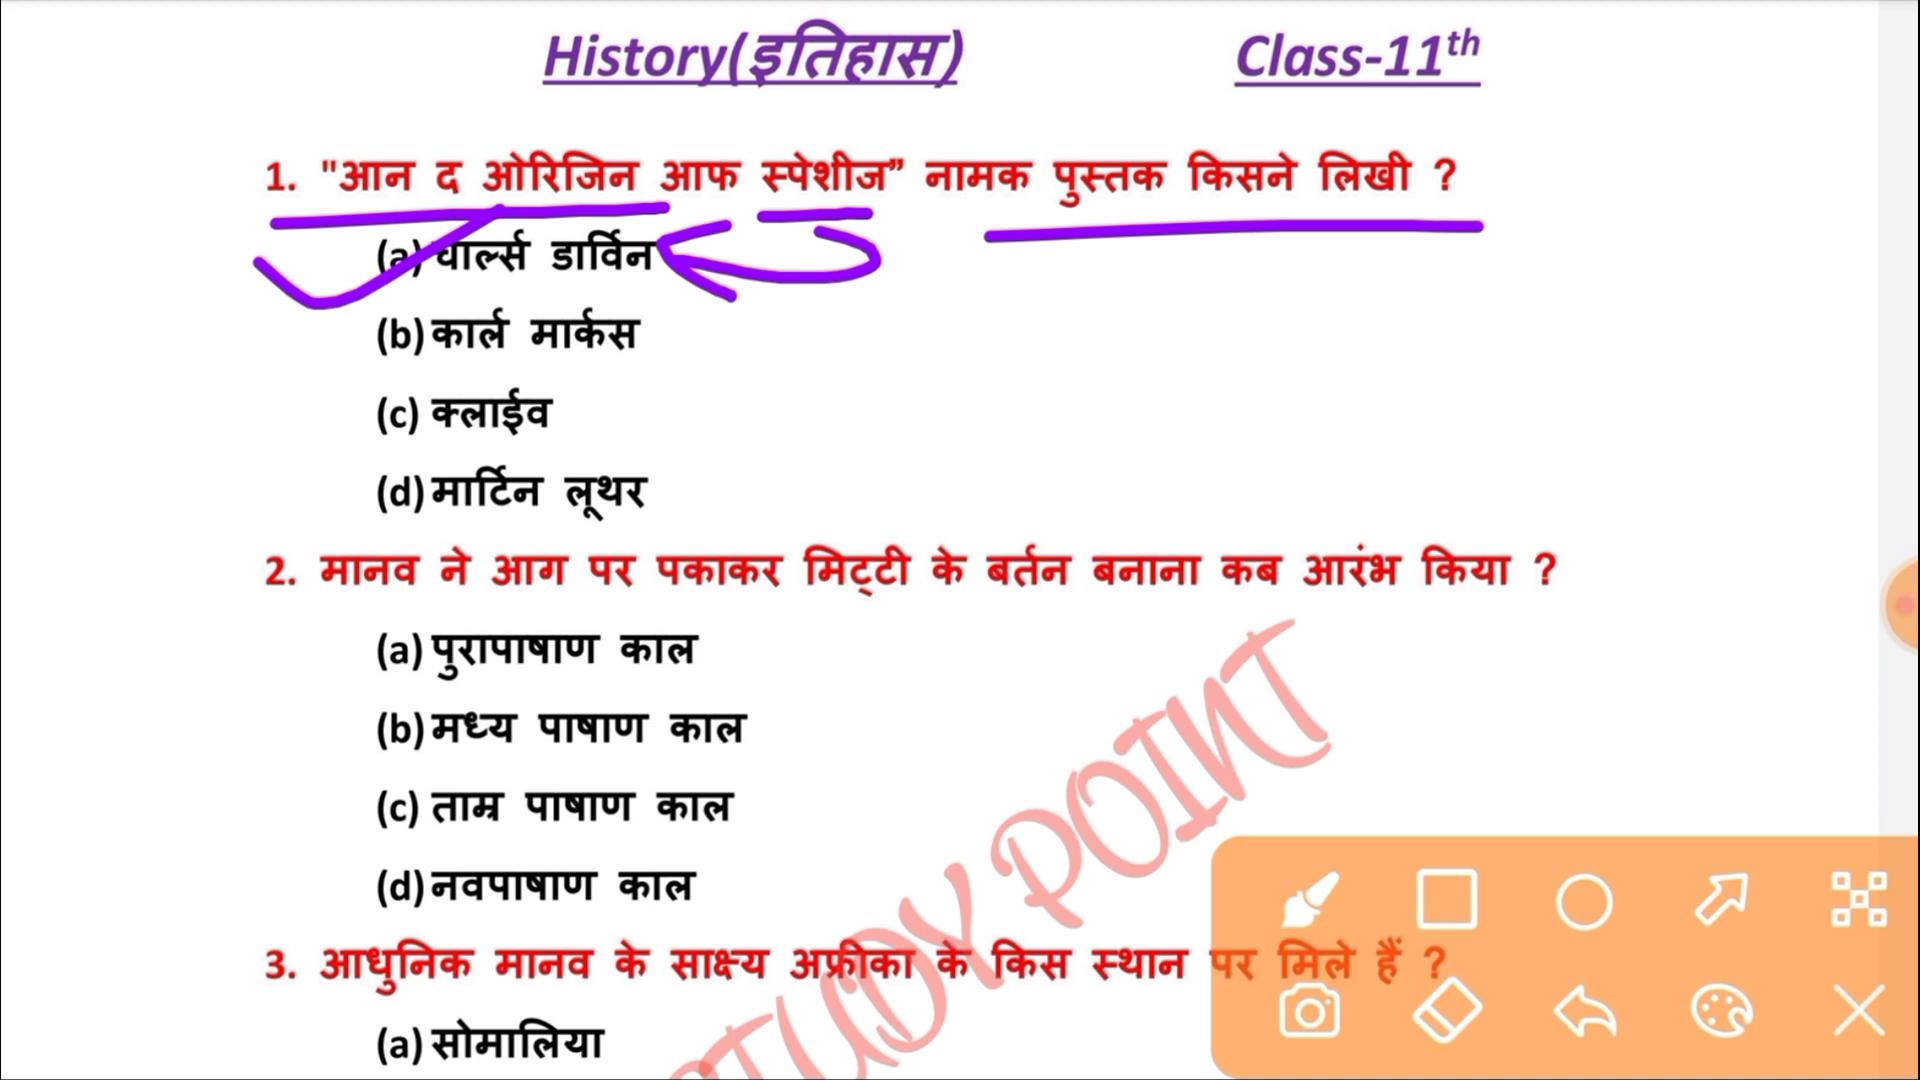 History(इतिहास) Class-11th
1. "आन द ओरिजिन आफ स्पेशीज” नामक पुस्तक किसने लिखी ?
(a) चार्ल्स डार्विन
(b) कार्ल मार्कस
(c) क्लाईव
(d) मार्टिन लूथर
2. मानव ने आग पर पकाकर मिट्टी के बर्तन बनाना कब आरंभ किया ?
(a) पुरापाषाण काल
(b) मध्य पाषाण काल
(c) ताम्र पाषाण काल
(d) नवपाषाण काल
3. आधुनिक मानव के साक्ष्य अफ्रीका के किस स्थान पर मिले हैं ?
(a) सोमालिया
STUDY POINT